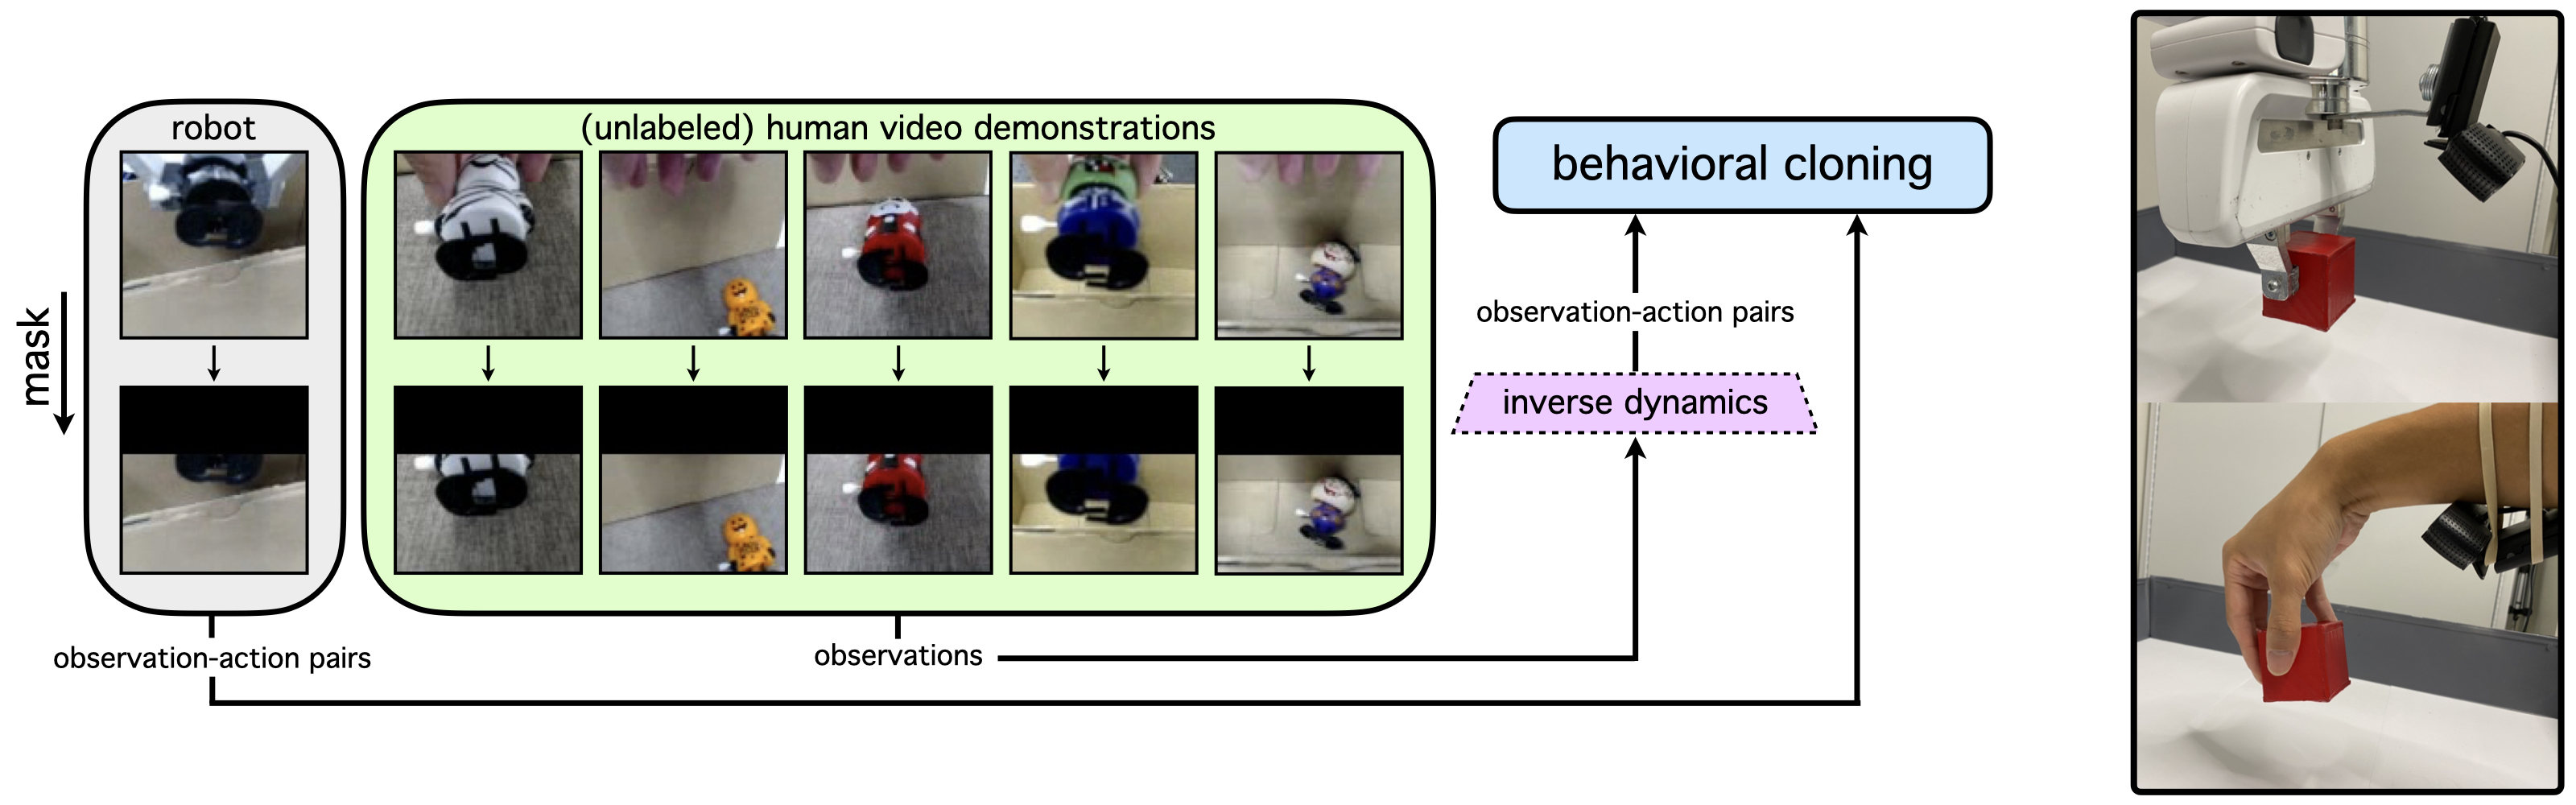 robot
(unlabeled) human video demonstrations
behavioral cloning
mask
observation-action pairs
inverse dynamics
observation-action pairs
observations